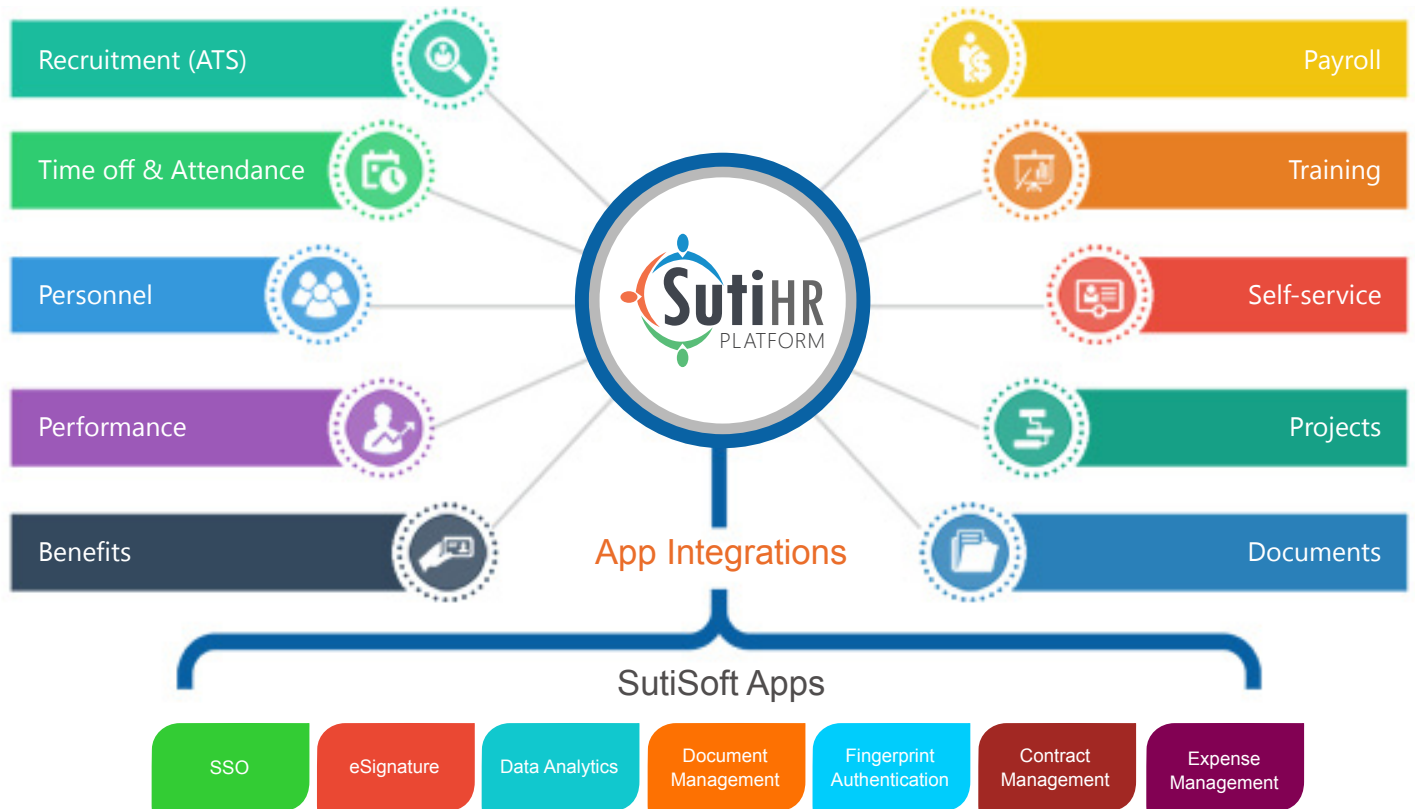 Recruitment (ATS)
Time off & Attendance
Personnel
Performance
Benefits
SutiHR
PLATFORM
Payroll
Training
Self-service
Projects
Documents
App Integrations
SutiSoft Apps
SSO
eSignature
Data Analytics
Document
Management
Fingerprint
Authentication
Contract
Management
Expense
Management